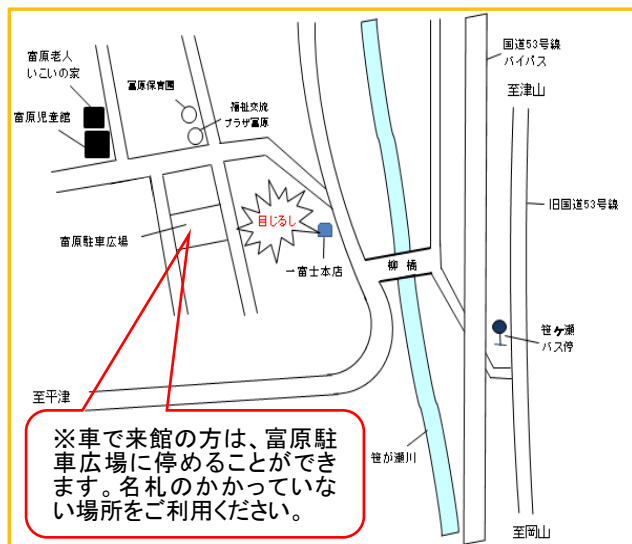 富原老人
いこいの家
富原児童館
富原保育園
福祉交流
プラザ富原
国道53号線
バイパス
至津山
旧国道53号線
目じるし
富原駐車広場
一富士本店
柳橋
笹ヶ瀬
バス停
至平津
※車で来館の方は、富原駐
車広場に停めることができ
ます。名札のかかっていな
い場所をご利用ください。
笹が瀬川
至岡山